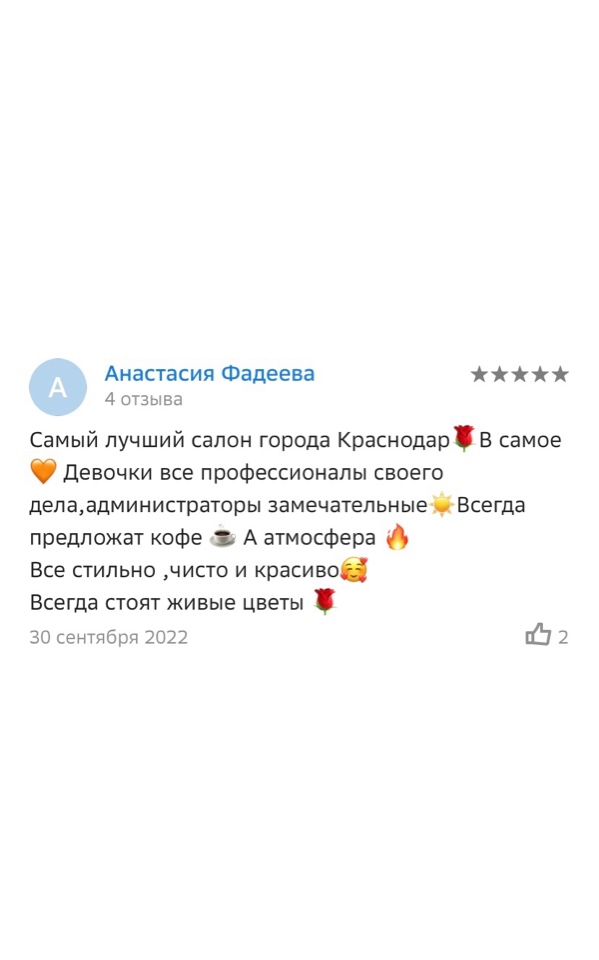 А
Анастасия Фадеева
4 отзыва
★★★★★
Самый лучший салон города Краснодар🌹В самое
🧡 Девочки все профессионалы своего
дела,администраторы замечательные☀️Всегда
предложат кофе ☕ А атмосфера 🔥
Все стильно ,чисто и красиво🥰
Всегда стоят живые цветы 🌹
30 сентября 2022
2